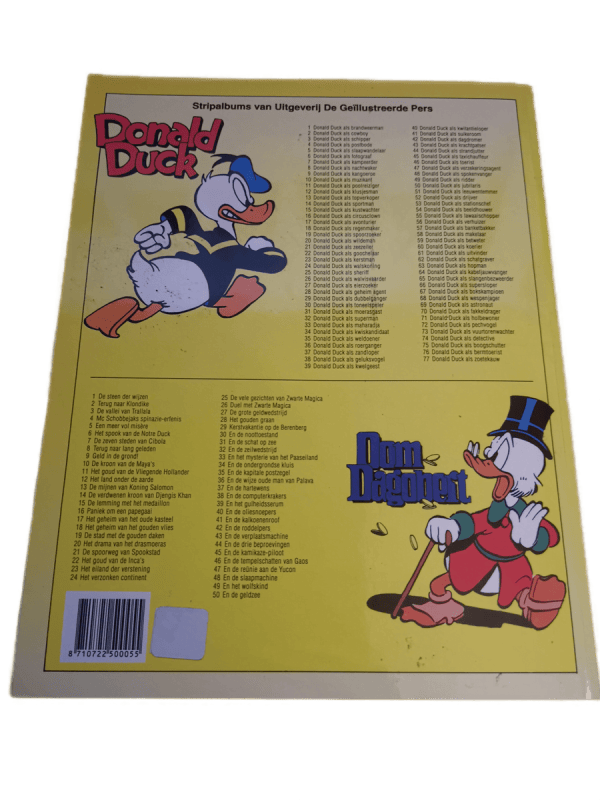 Stripalbums van Uitgeverij De Geïllustreerde Pers
Donald
Duck
1 Donald Duck als brandweerman
2 Donald Duck als cowboy
3 Donald Duck als schipper
4 Donald Duck als postbode
5 Donald Duck als slaapwandelaar
6 Donald Duck als fotograaf
7 Donald Duck als kampeerder
8 Donald Duck als nachtwaker
9 Donald Duck als kangoeroe
10 Donald Duck als muzikant
11 Donald Duck als poolreiziger
12 Donald Duck als klusjesman
13 Donald Duck als topverkoper
14 Donald Duck als sportman
15 Donald Duck als kustwachter
16 Donald Duck als circusclown
17 Donald Duck als avonturier
18 Donald Duck als regenmaker
19 Donald Duck als spoorzoeker
20 Donald Duck als wildeman
21 Donald Duck als zeezeiler
22 Donald Duck als goochelaar
23 Donald Duck als kerstman
24 Donald Duck als walskoning
25 Donald Duck als sheriff
26 Donald Duck als walvisvaarder
27 Donald Duck als eierzoeker
28 Donald Duck als geheim agent
29 Donald Duck als dubbelganger
30 Donald Duck als toneelspeler
31 Donald Duck als moerasgast
32 Donald Duck als superman
33 Donald Duck als maharadja
34 Donald Duck als kwiskandidaat
35 Donald Duck als weldoener
36 Donald Duck als roerganger
37 Donald Duck als zandloper
38 Donald Duck als geluksvogel
39 Donald Duck als kwelgeest
40 Donald Duck als ijsbeer
41 Donald Duck als suikeroom
42 Donald Duck als dagdromer
43 Donald Duck als krachtpatser
44 Donald Duck als stroper
45 Donald Duck als taxichauffeur
46 Donald Duck als toerist
47 Donald Duck als verzekeringsagent
48 Donald Duck als spokenvanger
49 Donald Duck als ridder
50 Donald Duck als jubilaris
51 Donald Duck als leeuwentemmer
52 Donald Duck als drijver
53 Donald Duck als stationschef
54 Donald Duck als beeldhouwer
55 Donald Duck als lawaaischopper
56 Donald Duck als verhuizer
57 Donald Duck als banketbakker
58 Donald Duck als makelaar
59 Donald Duck als betweter
60 Donald Duck als koerier
61 Donald Duck als uitvinder
62 Donald Duck als schatgraver
63 Donald Duck als hopman
64 Donald Duck als kabeljauwvanger
65 Donald Duck als slangenbezweerder
66 Donald Duck als supersniper
67 Donald Duck als bokskampioen
68 Donald Duck als wespenjager
69 Donald Duck als astronaut
70 Donald Duck als takkeldrager
71 Donald Duck als holbewoner
72 Donald Duck als pechvogel
73 Donald Duck als vuurtorenwachter
74 Donald Duck als detective
75 Donald Duck als boogschutter
76 Donald Duck als bermtoerist
77 Donald Duck als zoetekauw
1 De steen der wijzen
2 Terug naar Klondike
3 De vallei van Tralala
4 Mc Schobbejaks spinazie-erfenis
5 Een meer vol misère
6 Het spook van de Notre Duck
7 De zeven steden van Cibola
8 Terug naar lang geleden
9 Geld in de grond!
10 De kroon van de Maya's
11 Het goud van de Vliegende Hollander
12 Het land onder de aarde
13 De mijnen van Koning Salomon
14 De verdwenen kroon van Djengis Khan
15 De lemming met het medaillon
16 Paniek om een papegaai
17 Het geheim van het oude kasteel
18 Het geheim van het gouden vlies
19 De stad met de gouden daken
20 Het drama van het drasmoeras
21 De spoorweg van Spookstad
22 Het goud van de Inca's
23 Het eiland der verstening
24 Het verzonken continent
25 De vele gezichten van Zwarte Magica
26 Duel met Zwarte Magica
27 De grote geldwedstrijd
28 Het gouden graan
29 Kerstvakantie op de Berenberg
30 En de noottoestand
31 En de schat op zee
32 En de zeilwedstrijd
33 En het mysterie van het Paaseiland
34 En de ondergrondse kluis
35 En de kapitale postzegel
36 En de wijze oude man van Palava
37 En de hartewens
38 En de computerkrakers
39 En het gulheidsserum
40 En de oliesnoepers
41 En de kalkoenenroof
42 En de roddelpers
43 En de verplaatsmachine
44 En de drie beproevingen
45 En de kamikaze-piloot
46 En de tempelschatten van Gaos
47 En de reünie aan de Yucon
48 En de slaapmachine
49 En het wolfskind
50 En de geldzee
Oom
Dagobert
8 710722 500055